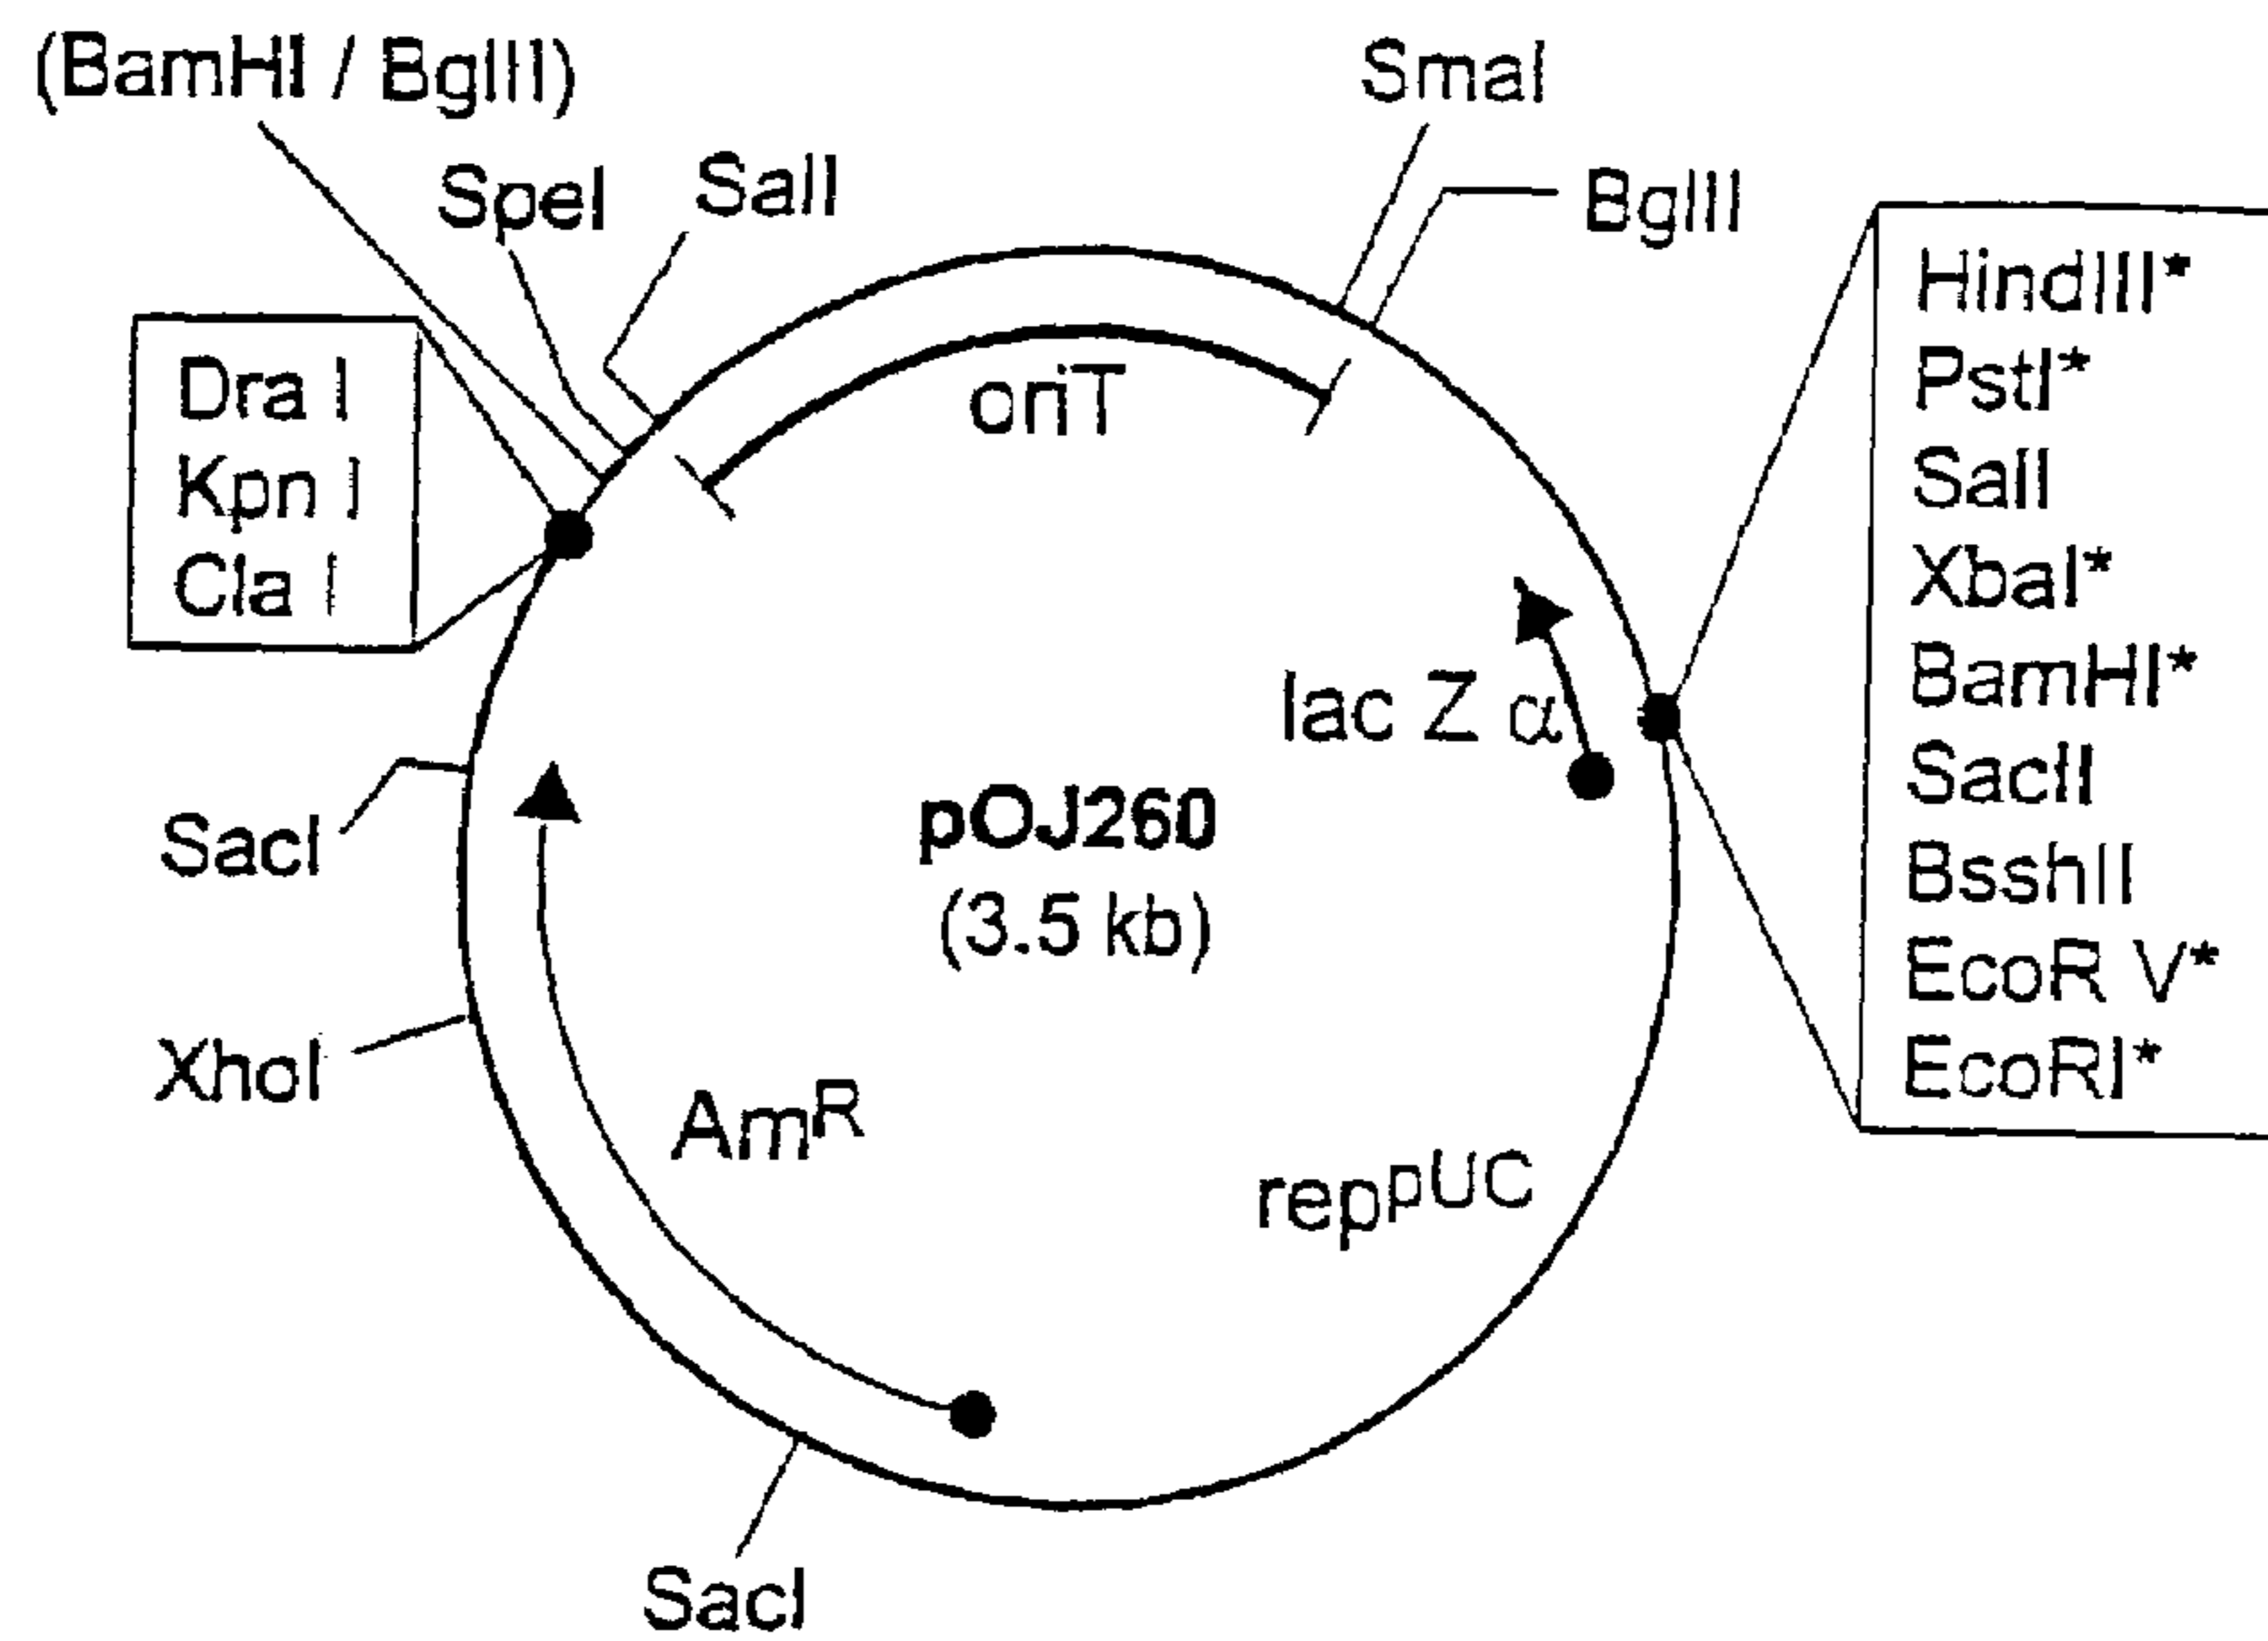 (BamHI / BglII)
SmaI
SpeI
SalI
BglII
HindIII*
PstI*
SalI
XbaI*
BamHI*
SacII
BsshII
EcoR V*
EcoRI*
Dra I
Kpn I
Cla I
oriT
lac Z α
pOJ260
(3.5 kb)
SacI
XhoI
AmR
reppUC
SacI